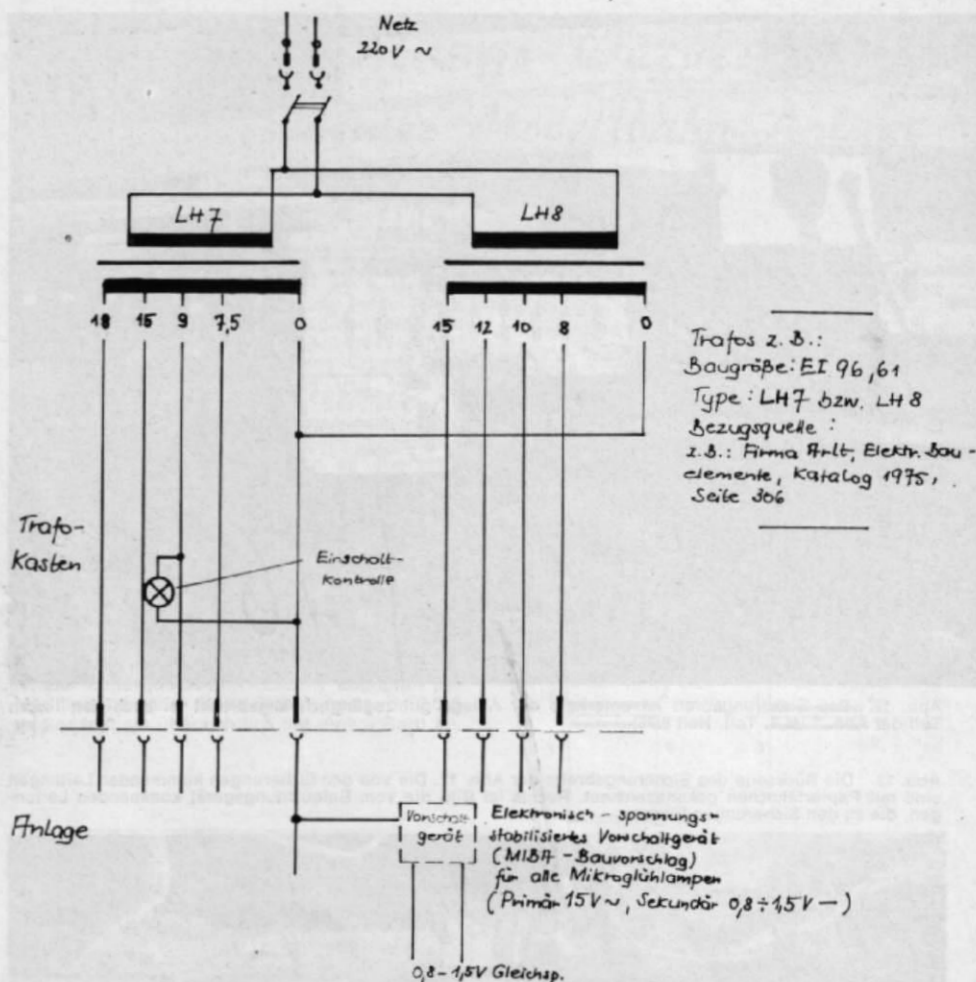 Netz
220V ~
LH7
LH8
18 15 9 7,5 0
15 12 10 8 0
Trafos z.B.:
Baugröße: EI 96,61
Type: LH7 bzw. LH8
Bezugsquelle:
z.B.: Firma Arlt, Elektr. Bau-
elemente, Katalog 1975,
Seite 306
Trafo-
Kasten
Einschalt-
kontrolle
Anlage
Vorschalt
gerät
Elektronisch-spannungs-
stabilisiertes Vorschaltgerät
(MIBA-Bauvorschlag)
für alle Mikroglühlampen
(Primär 15V~, Sekundär 0,8÷1,5V —)
0,8-1,5V Gleichsp.